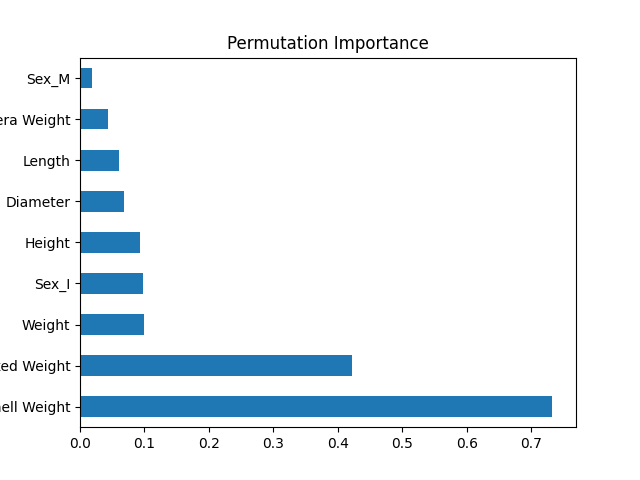 Permutation Importance
Sex_M
era Weight
Length
Diameter
Height
Sex_I
Weight
ed Weight
ell Weight
0.0 0.1 0.2 0.3 0.4 0.5 0.6 0.7